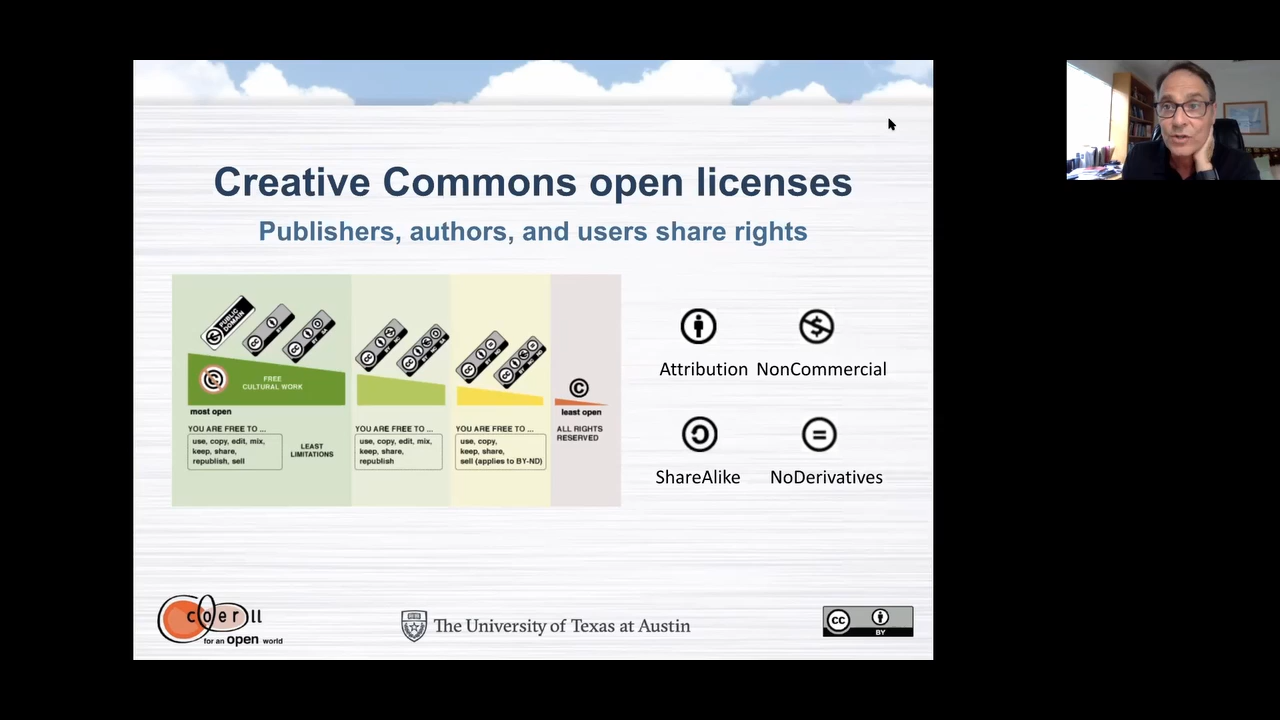 Creative Commons open licenses
Publishers, authors, and users share rights
PUBLIC
DOMAIN
FREE
CULTURAL WORK
most open
YOU ARE FREE TO ...
use, copy, edit, mix,
keep, share,
republish, sell
LEAST
LIMITATIONS
YOU ARE FREE TO ...
use, copy, edit, mix,
keep, share,
republish
YOU ARE FREE TO ...
use, copy,
keep, share,
sell (applies to BY-ND)
least open
ALL RIGHTS
RESERVED
Attribution
NonCommercial
ShareAlike
NoDerivatives
coerll
for an open world
The University of Texas at Austin
cc
BY